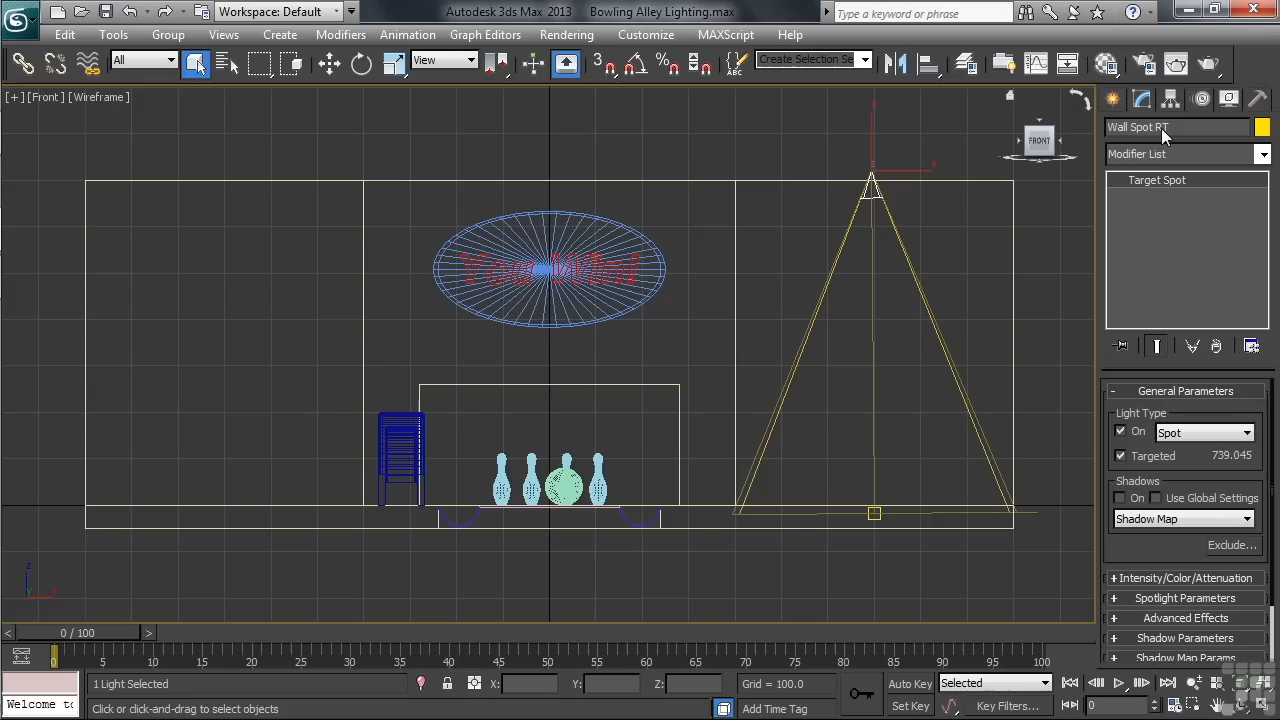 Workspace: Default
Autodesk 3ds Max 2013 Bowling Alley Lighting.max
Type a keyword or phrase
Edit Tools Group Views Create Modifiers Animation Graph Editors Rendering Customize MAXScript Help
All
View
3
Create Selection Se
ABC
[+] [Front] [Wireframe]
FRONT
Wall Spot RT
Modifier List
Target Spot
- General Parameters
Light Type
On Spot
Targeted 739.045
Shadows
On Use Global Settings
Shadow Map
Exclude...
+ Intensity/Color/Attenuation
+ Spotlight Parameters
+ Advanced Effects
+ Shadow Parameters
+ Shadow Map Params
z
x
< 0 / 100 >
0 5 10 15 20 25 30 35 40 45 50 55 60 65 70 75 80 85 90 95 100
1 Light Selected X: Y: Z: Grid = 100.0 Auto Key Selected
Welcome to Click or click-and-drag to select objects Add Time Tag Set Key Key Filters... 0